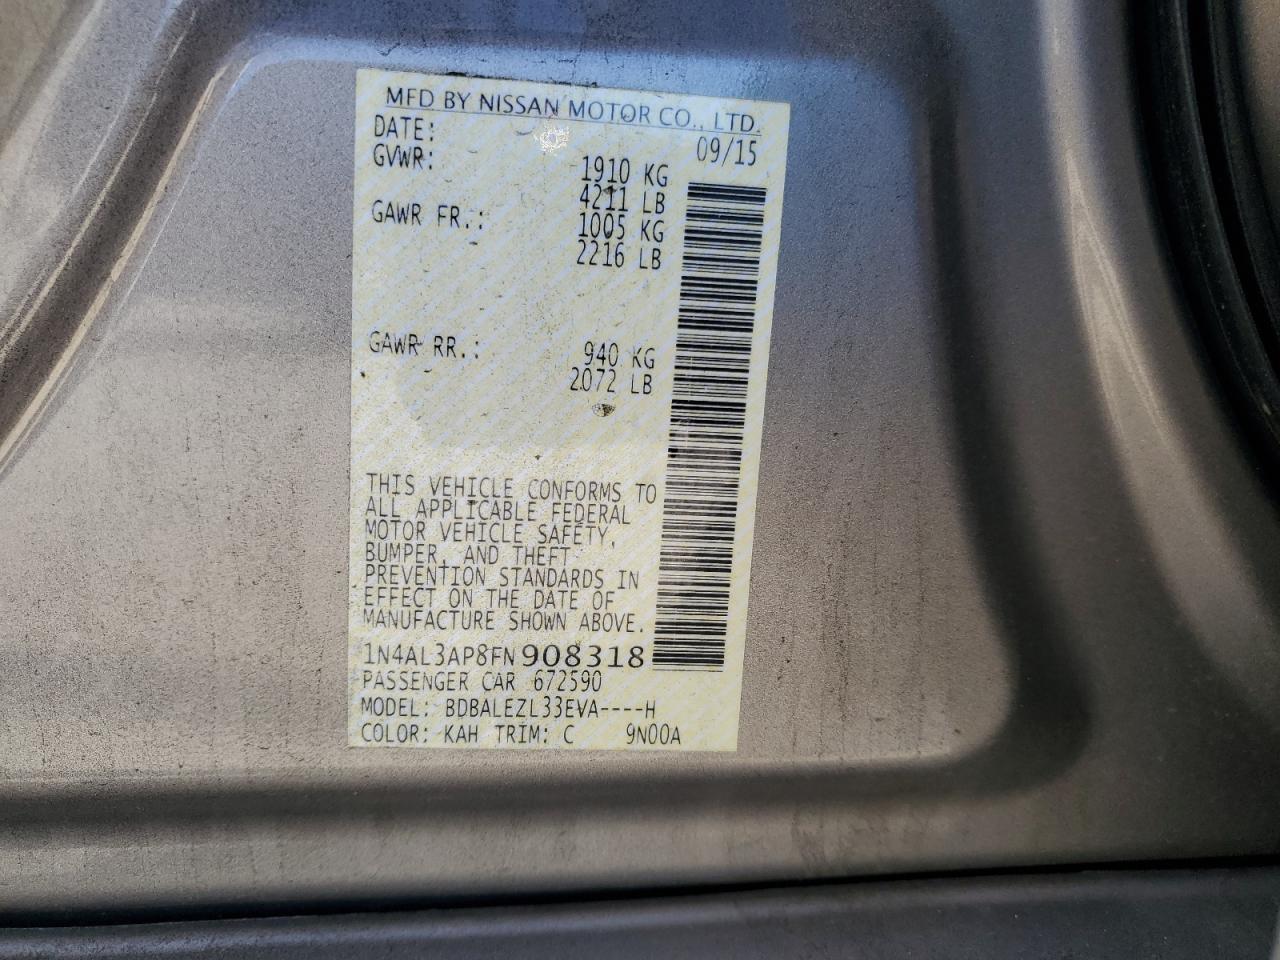 MFD BY NISSAN MOTOR CO., LTD.
DATE: 09/15
GVWR: 1910 KG
4211 LB
GAWR FR.: 1005 KG
2216 LB
GAWR RR.: 940 KG
2072 LB
THIS VEHICLE CONFORMS TO
ALL APPLICABLE FEDERAL
MOTOR VEHICLE SAFETY,
BUMPER, AND THEFT
PREVENTION STANDARDS IN
EFFECT ON THE DATE OF
MANUFACTURE SHOWN ABOVE.
1N4AL3AP8FN908318
PASSENGER CAR 672590
MODEL: BDBALEZL33EVA----H
COLOR: KAH TRIM: C 9N00A